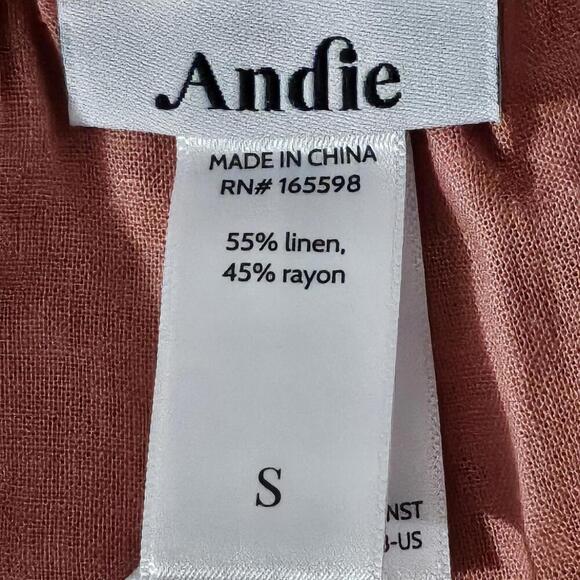 Andie
MADE IN CHINA
RN# 165598
55% linen,
45% rayon
S
NST
-US